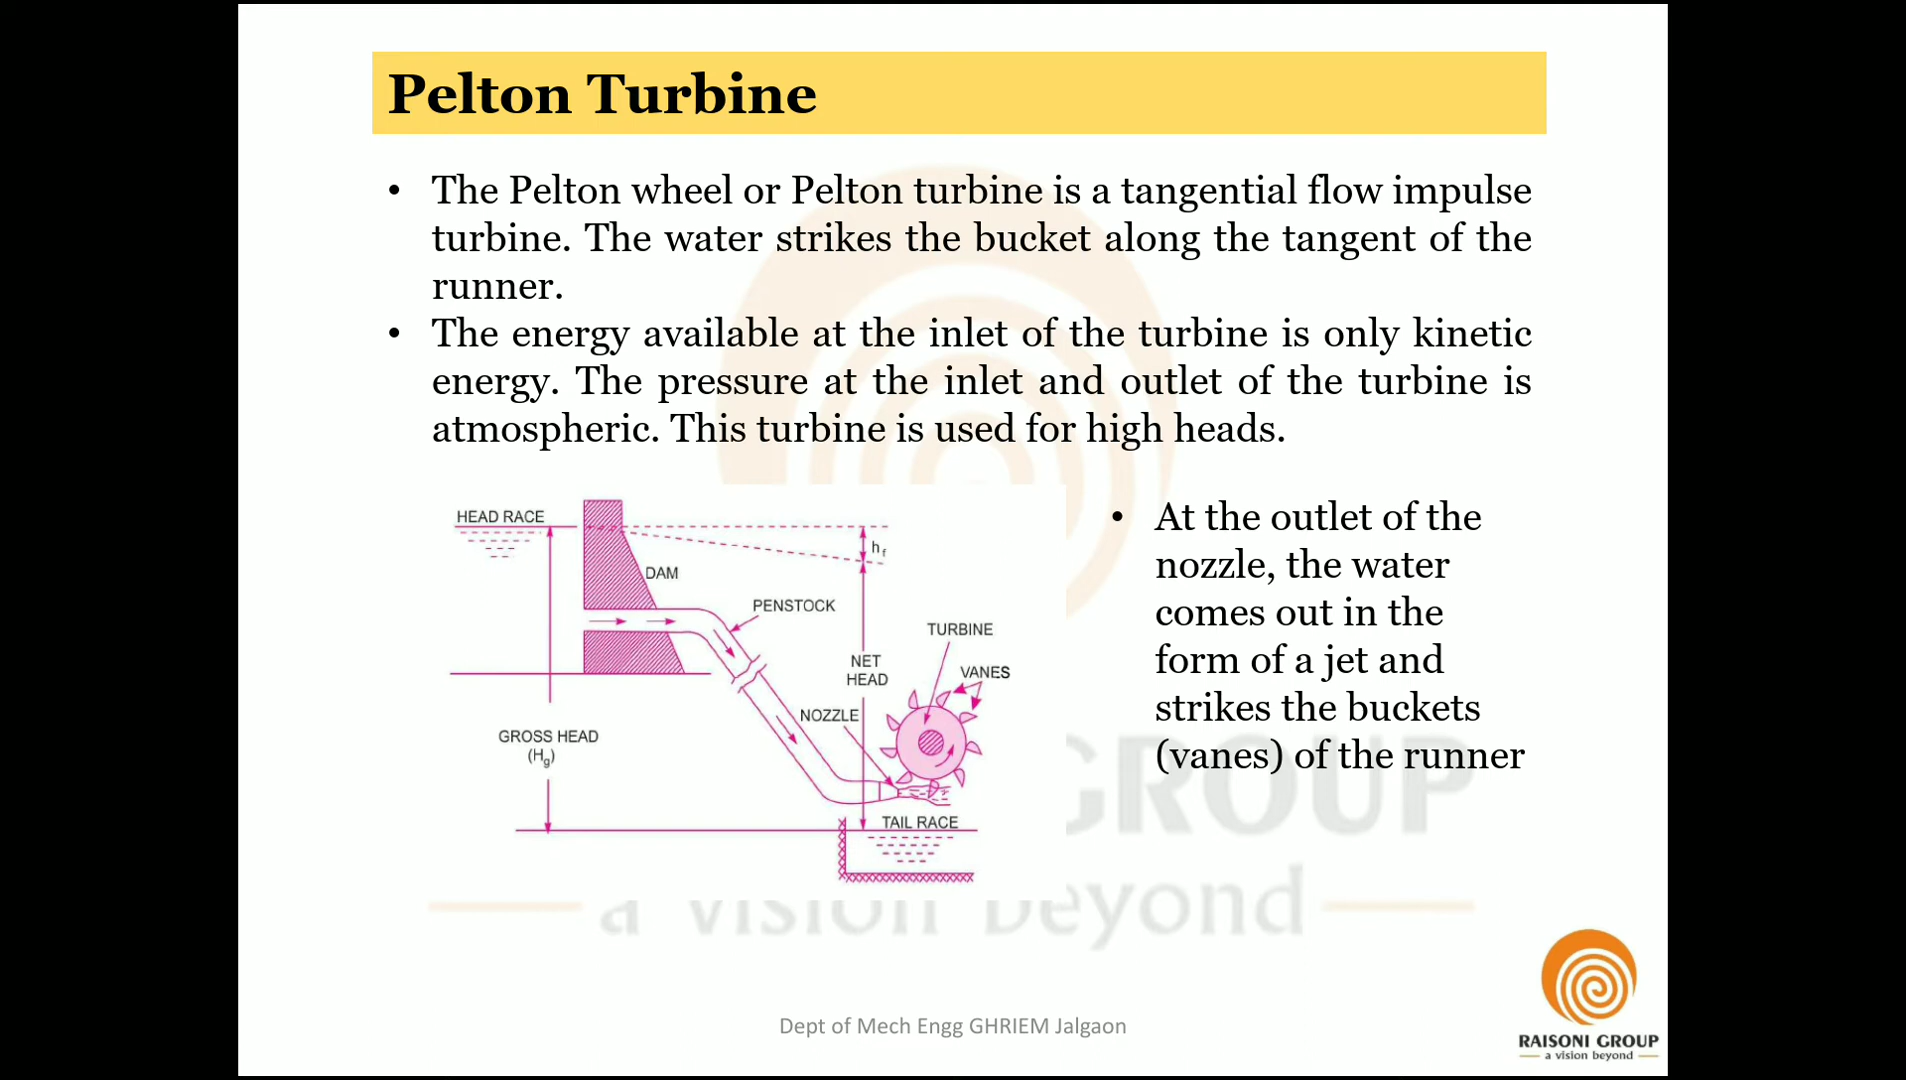 Pelton Turbine
• The Pelton wheel or Pelton turbine is a tangential flow impulse
turbine. The water strikes the bucket along the tangent of the
runner.
• The energy available at the inlet of the turbine is only kinetic
energy. The pressure at the inlet and outlet of the turbine is
atmospheric. This turbine is used for high heads.
HEAD RACE
hf
DAM
PENSTOCK
TURBINE
NET
HEAD
VANES
NOZZLE
GROSS HEAD
(Hg)
TAIL RACE
• At the outlet of the
nozzle, the water
comes out in the
form of a jet and
strikes the buckets
(vanes) of the runner
GROUP
a vision beyond
Dept of Mech Engg GHRIEM Jalgaon
RAISONI GROUP
a vision beyond